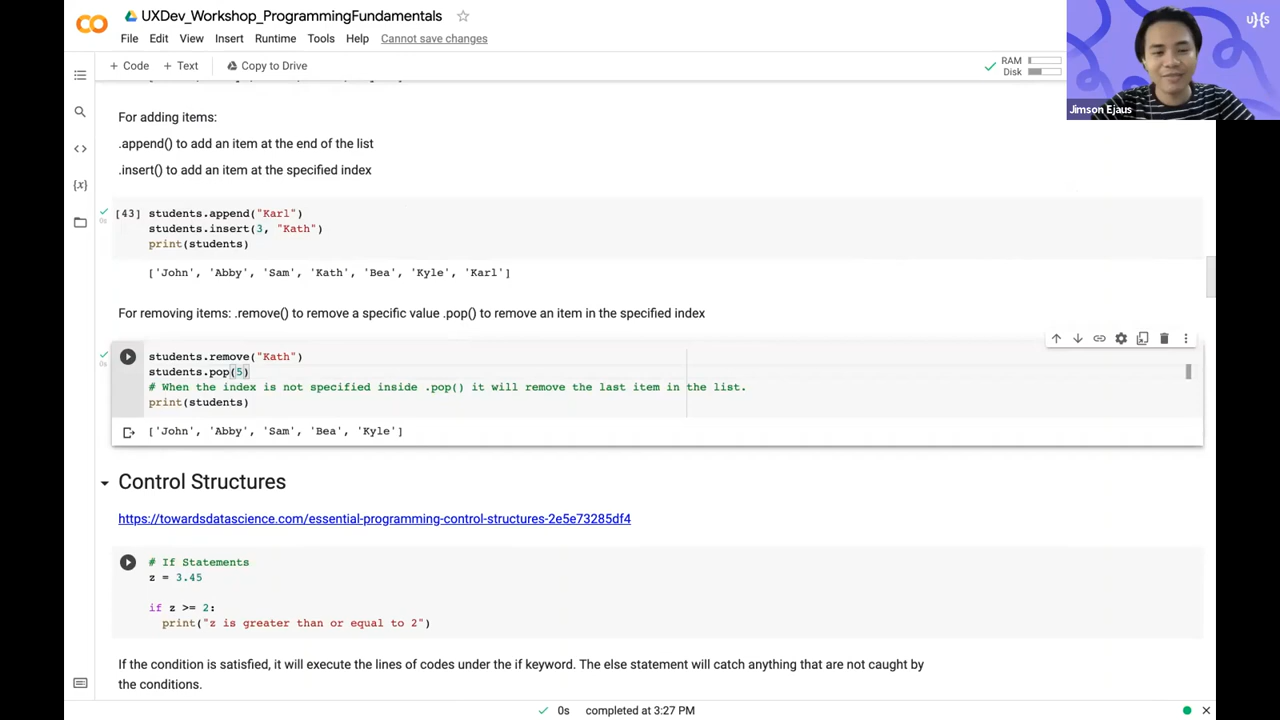 UXDev_Workshop_ProgrammingFundamentals
File Edit View Insert Runtime Tools Help Cannot save changes
+ Code + Text Copy to Drive
RAM
Disk
u}{s
Jimson Ejaus
For adding items:
.append() to add an item at the end of the list
.insert() to add an item at the specified index
[43] students.append("Karl")
0s
students.insert(3, "Kath")
print(students)
['John', 'Abby', 'Sam', 'Kath', 'Bea', 'Kyle', 'Karl']
For removing items: .remove() to remove a specific value .pop() to remove an item in the specified index
students.remove("Kath")
0s
students.pop(5)
# When the index is not specified inside .pop() it will remove the last item in the list.
print(students)
['John', 'Abby', 'Sam', 'Bea', 'Kyle']
Control Structures
https://towardsdatascience.com/essential-programming-control-structures-2e5e73285df4
# If Statements
z = 3.45
if z >= 2:
print("z is greater than or equal to 2")
If the condition is satisfied, it will execute the lines of codes under the if keyword. The else statement will catch anything that are not caught by
the conditions.
0s completed at 3:27 PM